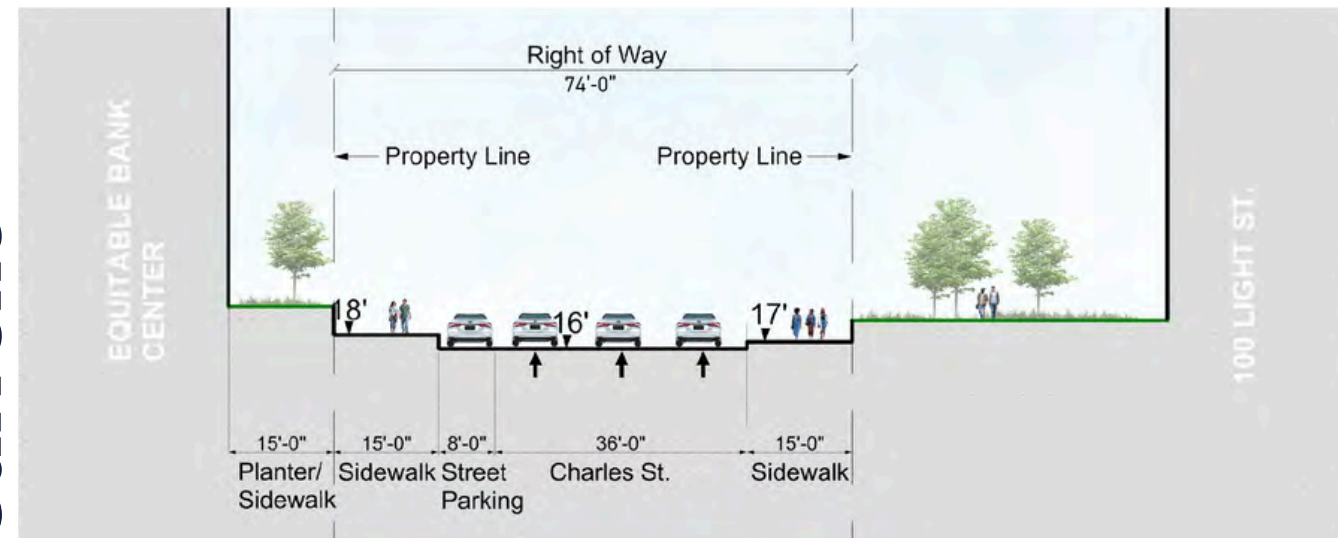 Right of Way
74'-0"
Property Line
Property Line
EQUITABLE BANK
CENTER
100 LIGHT ST.
18'
16'
17'
15'-0"
15'-0"
8'-0"
36'-0"
15'-0"
Planter/
Sidewalk
Sidewalk
Street
Parking
Charles St.
Sidewalk